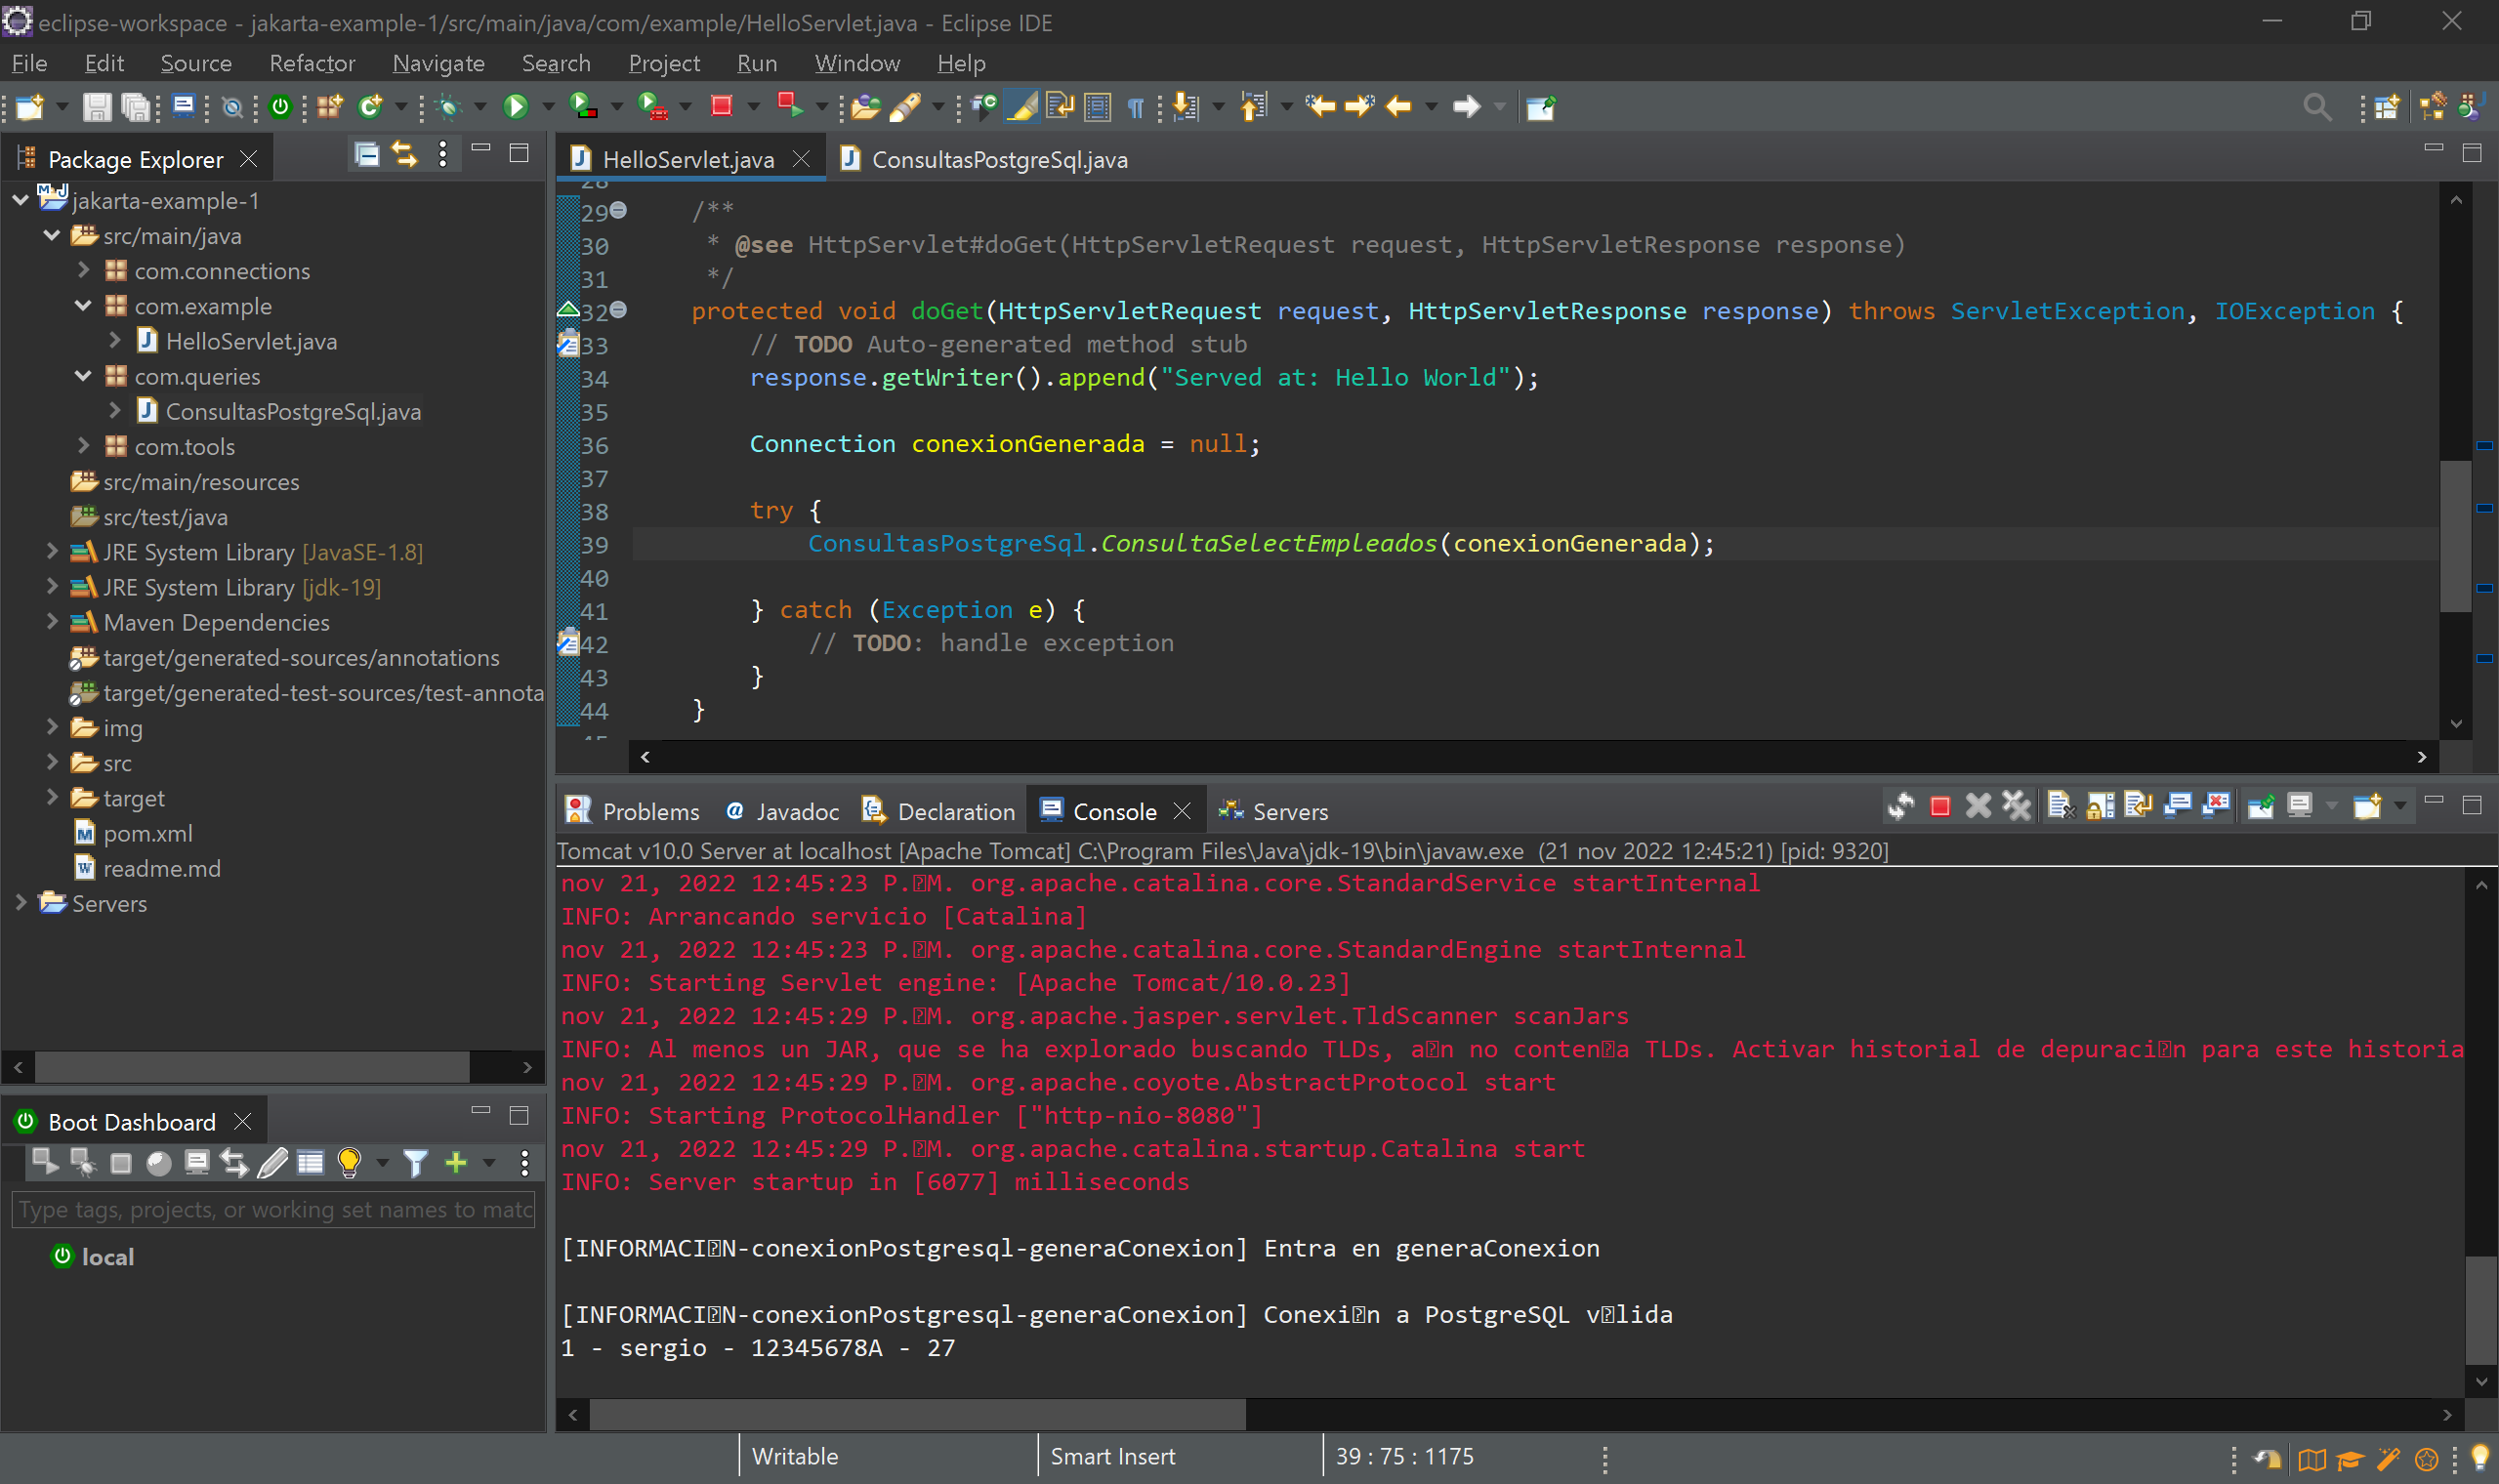 eclipse-workspace - jakarta-example-1/src/main/java/com/example/HelloServlet.java - Eclipse IDE
File Edit Source Refactor Navigate Search Project Run Window Help
Package Explorer
jakarta-example-1
src/main/java
com.connections
com.example
HelloServlet.java
com.queries
ConsultasPostgreSql.java
com.tools
src/main/resources
src/test/java
JRE System Library [JavaSE-1.8]
JRE System Library [jdk-19]
Maven Dependencies
target/generated-sources/annotations
target/generated-test-sources/test-annota
img
src
target
pom.xml
readme.md
Servers
Boot Dashboard
Type tags, projects, or working set names to matc
local
HelloServlet.java ConsultasPostgreSql.java
28
29 /**
30 * @see HttpServlet#doGet(HttpServletRequest request, HttpServletResponse response)
31 */
32 protected void doGet(HttpServletRequest request, HttpServletResponse response) throws ServletException, IOException {
33 // TODO Auto-generated method stub
34 response.getWriter().append("Served at: Hello World");
35
36 Connection conexionGenerada = null;
37
38 try {
39 ConsultasPostgreSql.ConsultaSelectEmpleados(conexionGenerada);
40
41 } catch (Exception e) {
42 // TODO: handle exception
43 }
44 }
45
Problems Javadoc Declaration Console Servers
Tomcat v10.0 Server at localhost [Apache Tomcat] C:\Program Files\Java\jdk-19\bin\javaw.exe (21 nov 2022 12:45:21) [pid: 9320]
nov 21, 2022 12:45:23 P.�M. org.apache.catalina.core.StandardService startInternal
INFO: Arrancando servicio [Catalina]
nov 21, 2022 12:45:23 P.�M. org.apache.catalina.core.StandardEngine startInternal
INFO: Starting Servlet engine: [Apache Tomcat/10.0.23]
nov 21, 2022 12:45:29 P.�M. org.apache.jasper.servlet.TldScanner scanJars
INFO: Al menos un JAR, que se ha explorado buscando TLDs, a�n no conten�a TLDs. Activar historial de depuraci�n para este historia
nov 21, 2022 12:45:29 P.�M. org.apache.coyote.AbstractProtocol start
INFO: Starting ProtocolHandler ["http-nio-8080"]
nov 21, 2022 12:45:29 P.�M. org.apache.catalina.startup.Catalina start
INFO: Server startup in [6077] milliseconds
[INFORMACI�N-conexionPostgresql-generaConexion] Entra en generaConexion
[INFORMACI�N-conexionPostgresql-generaConexion] Conexi�n a PostgreSQL v�lida
1 - sergio - 12345678A - 27
Writable Smart Insert 39 : 75 : 1175